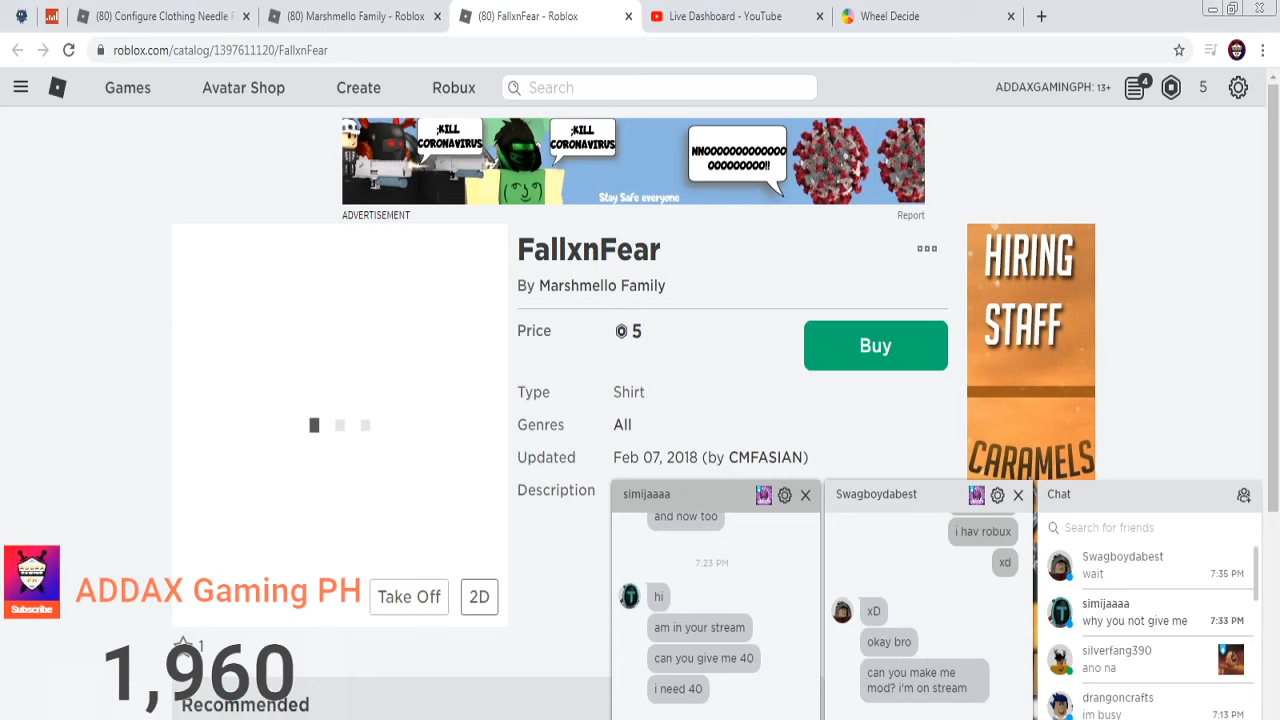 (80) Configure Clothing Needle F
(80) Marshmello Family - Roblox
(80) FallxnFear - Roblox
Live Dashboard - YouTube
Wheel Decide
roblox.com/catalog/1397611120/FallxnFear
Games
Avatar Shop
Create
Robux
Search
ADDAXGAMINGPH: 13+
4
5
;KILL
CORONAVIRUS
;KILL
CORONAVIRUS
NNOOOOOOOOOOOOO
OOOOOOOOOO!!
Stay Safe everyone
ADVERTISEMENT
Report
FallxnFear
By Marshmello Family
Price
5
Buy
Type
Shirt
Genres
All
Updated
Feb 07, 2018 (by CMFASIAN)
Description
HIRING
STAFF
CARAMELS
simijaaaa
and now too
7:23 PM
hi
am in your stream
can you give me 40
i need 40
Swagboydabest
i hav robux
xd
xD
okay bro
can you make me
mod? i'm on stream
Chat
Search for friends
Swagboydabest
wait
7:35 PM
simijaaaa
why you not give me
7:33 PM
silverfang390
ano na
drangoncrafts
im busy
7:13 PM
ADDAX
PH
Subscribe
ADDAX Gaming PH
Take Off
2D
1
1,960
Recommended